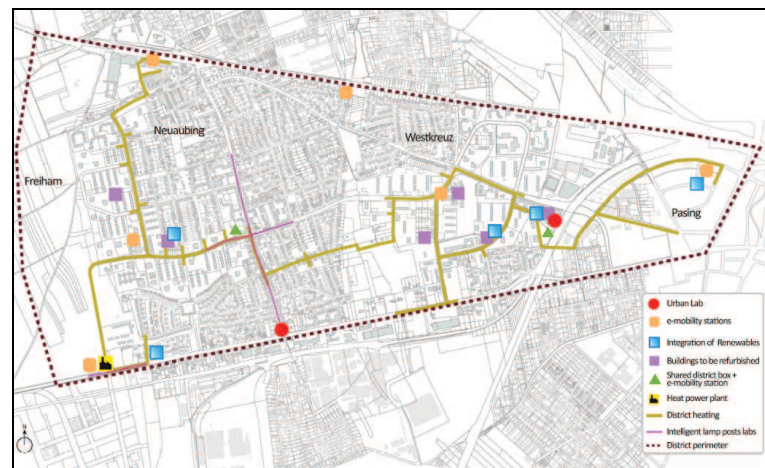 Neuaubing
Westkreuz
Freiham
Pasing
Urban Lab
e-mobility stations
Integration of Renewables
Buildings to be refurbished
Shared district box +
e-mobility station
Heat power plant
District heating
Intelligent lamp posts labs
District perimeter
N